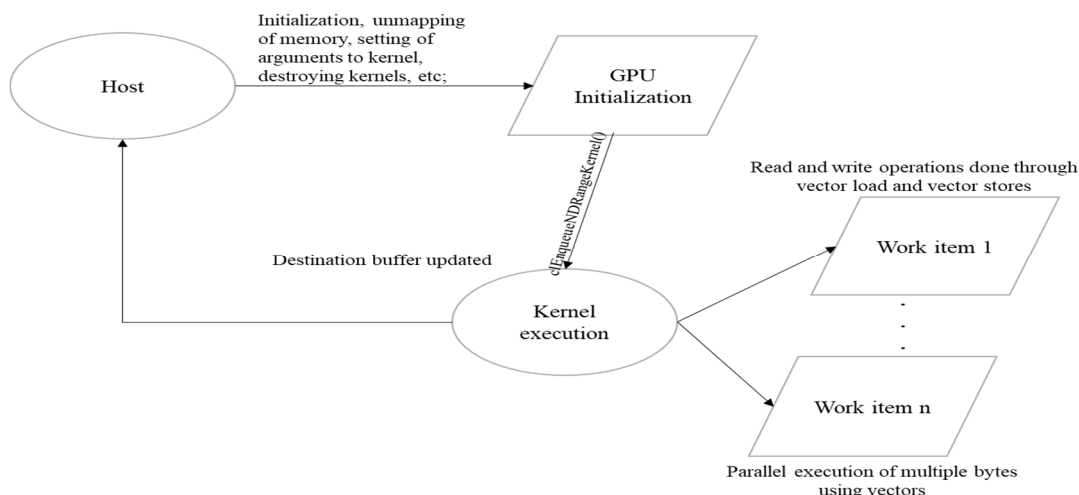 Initialization, unmapping
of memory, setting of
arguments to kernel,
destroying kernels, etc;
Host
GPU
Initialization
clEnqueueNDRangeKernel()
Read and write operations done through
vector load and vector stores
Work item 1
Destination buffer updated
Kernel
execution
Work item n
Parallel execution of multiple bytes
using vectors